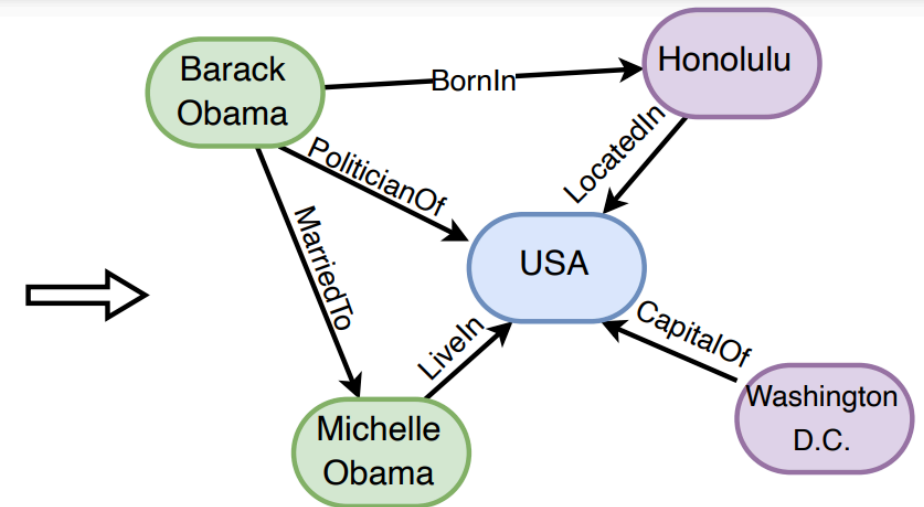 Barack
Obama
BornIn
Honolulu
PoliticianOf
LocatedIn
MarriedTo
USA
LiveIn
CapitalOf
Michelle
Obama
Washington
D.C.